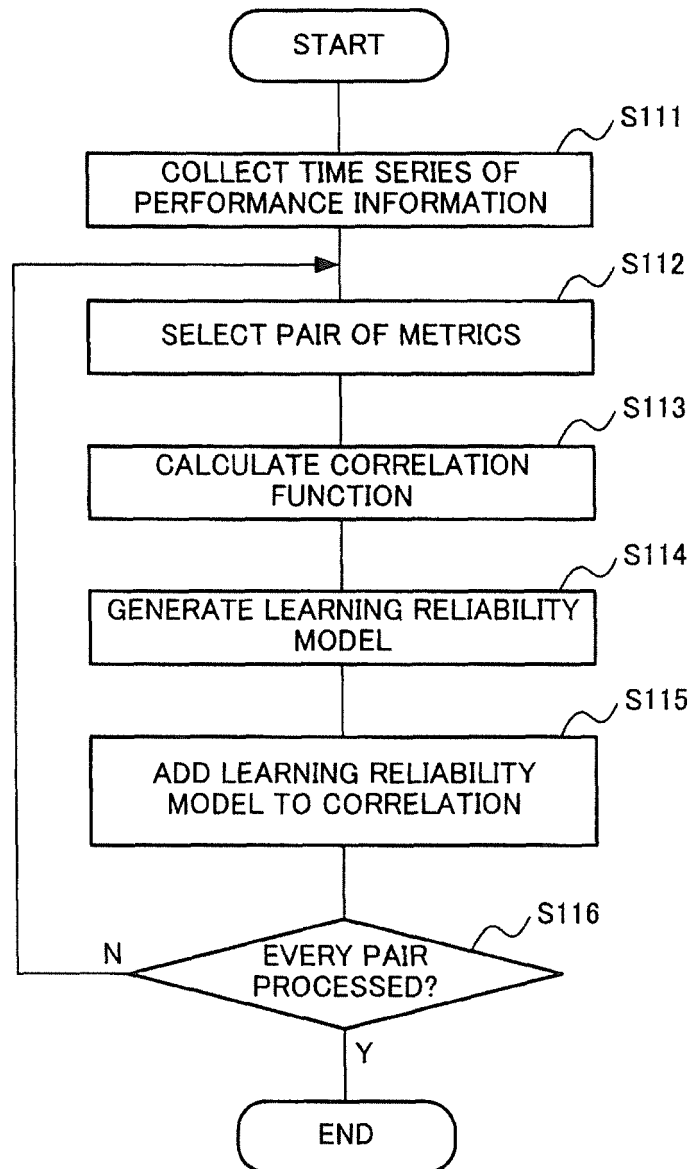 START
S111
COLLECT TIME SERIES OF
PERFORMANCE INFORMATION
S112
SELECT PAIR OF METRICS
S113
CALCULATE CORRELATION
FUNCTION
S114
GENERATE LEARNING RELIABILITY
MODEL
S115
ADD LEARNING RELIABILITY
MODEL TO CORRELATION
S116
N
EVERY PAIR
PROCESSED?
Y
END